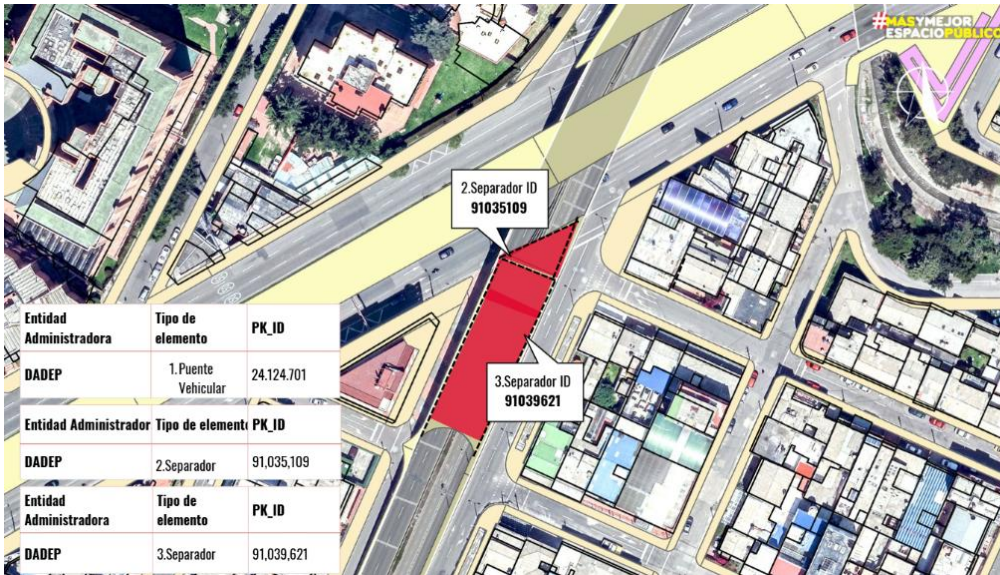 #MASYMEJOR
ESPACIOPÚBLICO
2.Separador ID
91035109
3.Separador ID
91039621
Entidad Administradora
Tipo de elemento
PK_ID
DADEP
1.Puente Vehicular
24.124.701
Entidad Administrador
Tipo de elemento
PK_ID
DADEP
2.Separador
91,035,109
Entidad Administradora
Tipo de elemento
PK_ID
DADEP
3.Separador
91,039,621